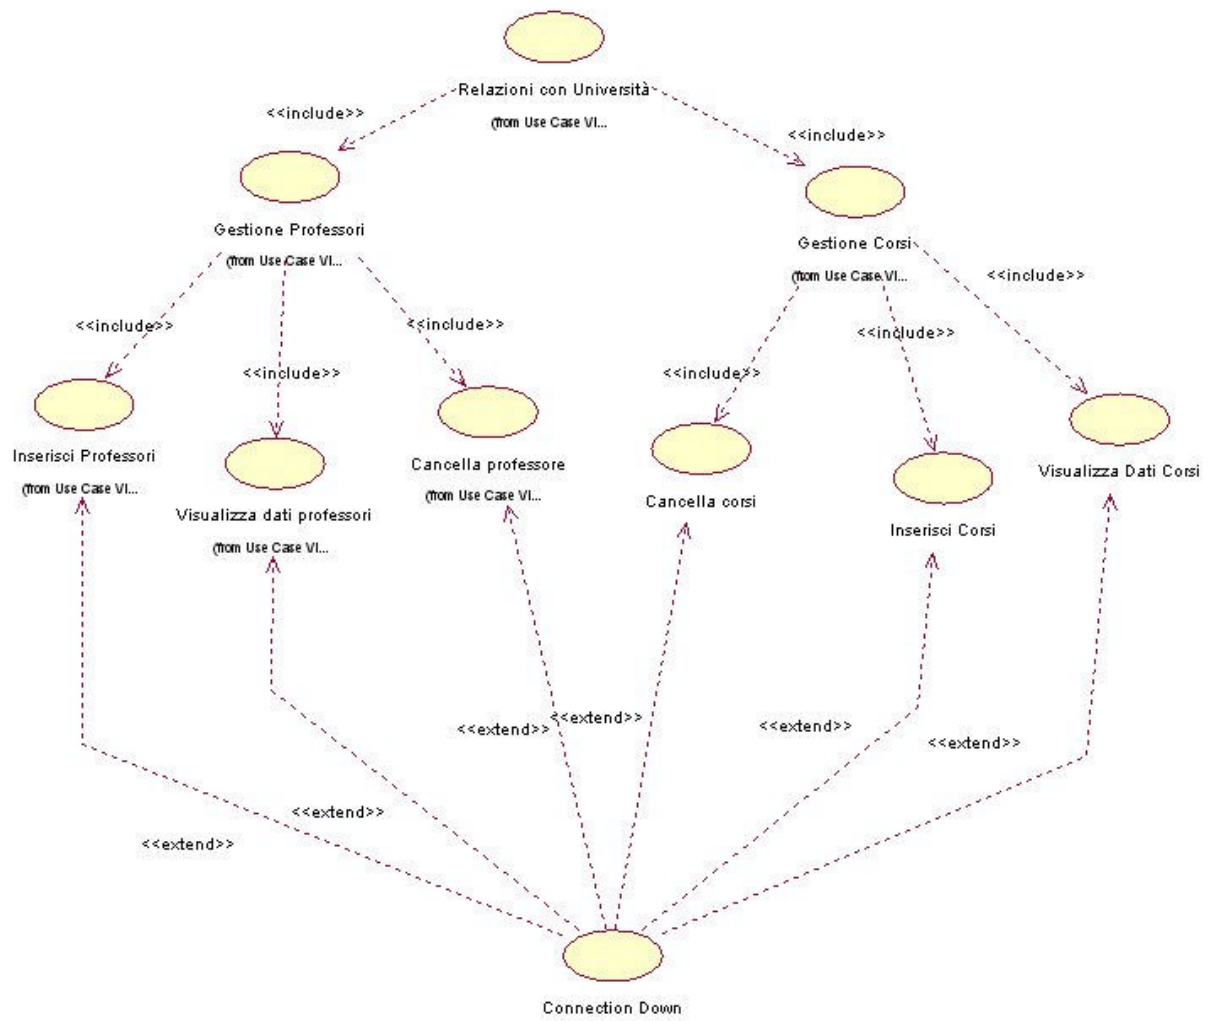 Relazioni con Università
<<include>>
(from Use Case VI...
<<include>>
Gestione Professori
(from Use Case VI...
Gestione Corsi
(from Use Case VI...
<<include>>
<<include>>
<<include>>
<<include>>
<<include>>
<<include>>
Inserisci Professori
(from Use Case VI...
Visualizza dati professori
(from Use Case VI...
Cancella professore
(from Use Case VI...
Cancella corsi
Inserisci Corsi
Visualizza Dati Corsi
<<extend>>
<<extend>>
<<extend>>
<<extend>>
<<extend>>
<<extend>>
Connection Down